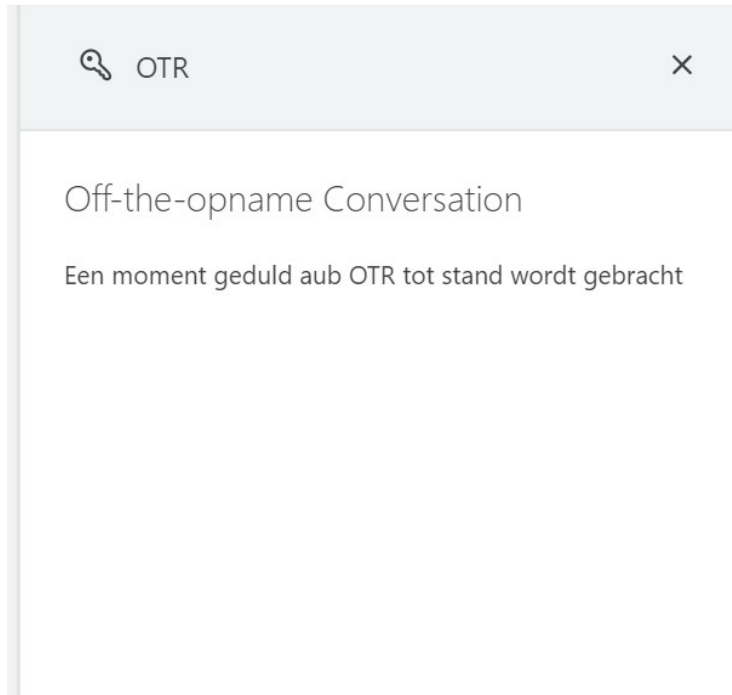 OTR
Off-the-opname Conversation
Een moment geduld aub OTR tot stand wordt gebracht